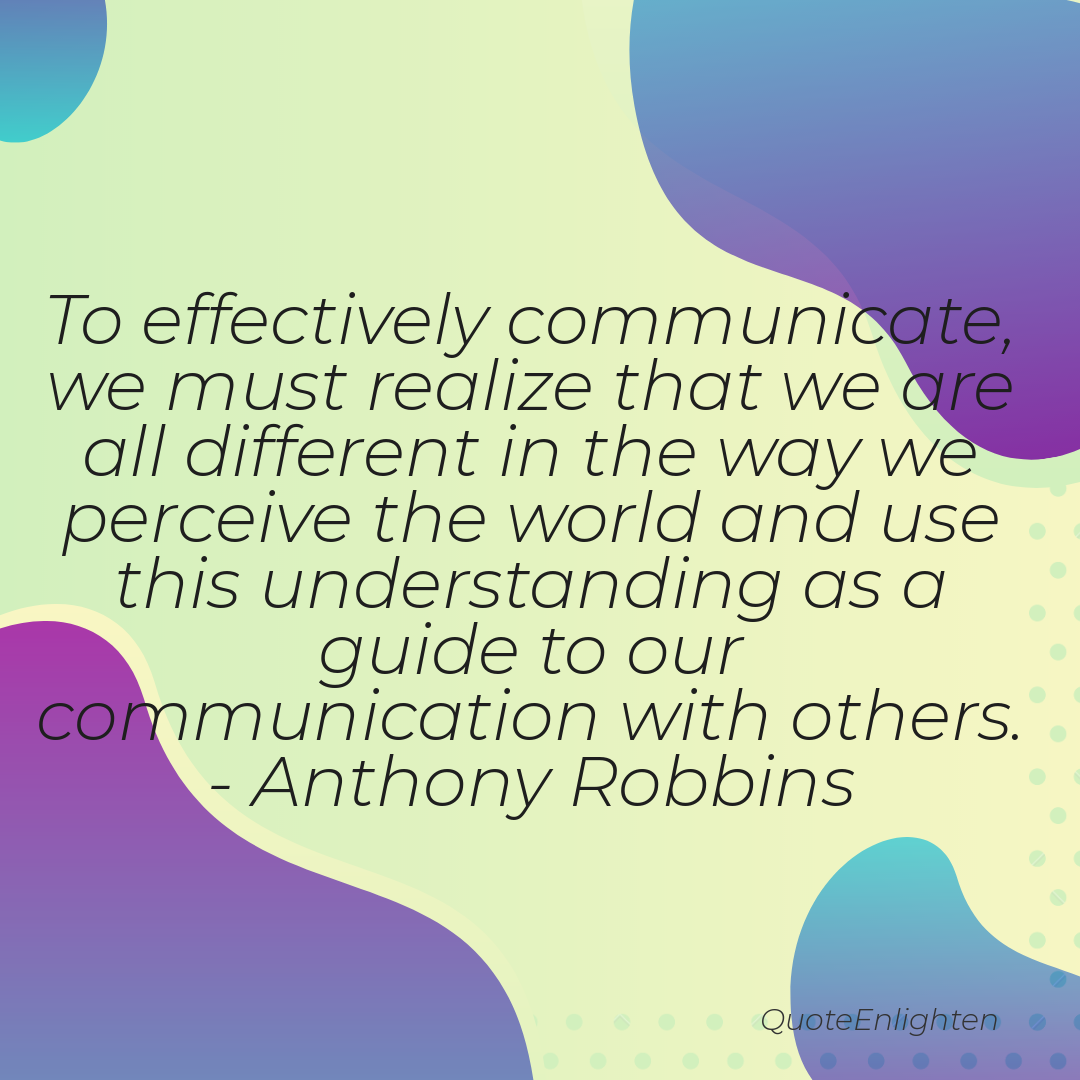 To effectively communicate,
we must realize that we are
all different in the way we
perceive the world and use
this understanding as a
guide to our
communication with others.
- Anthony Robbins
QuoteEnlighten